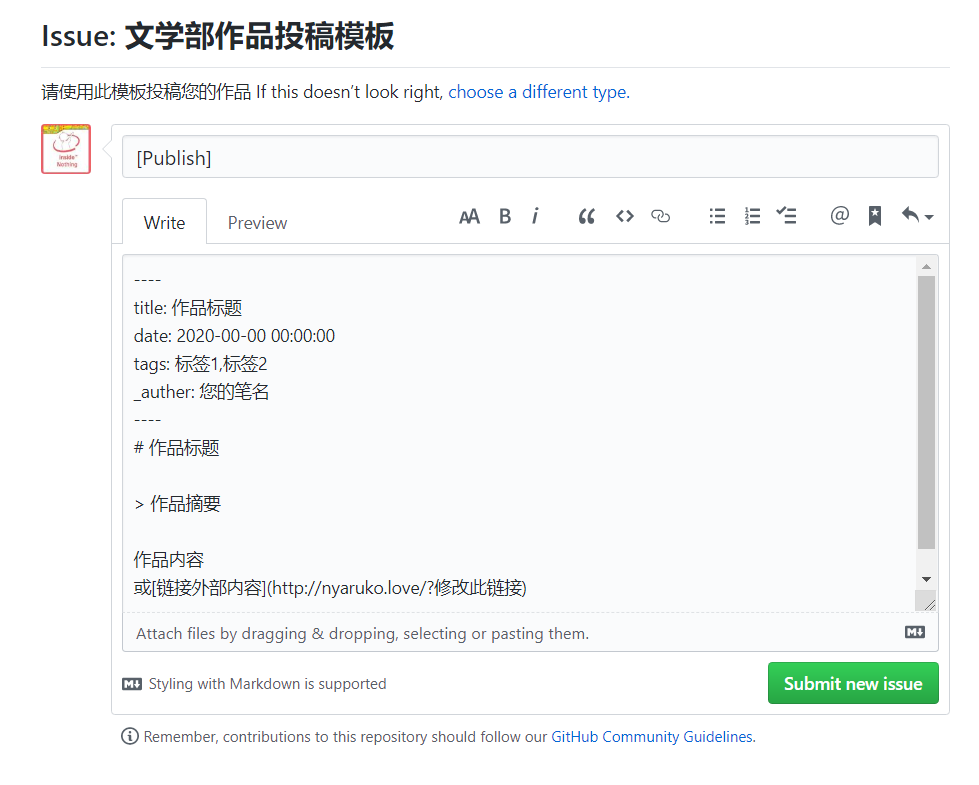 Issue: 文学部作品投稿模板
请使用此模板投稿您的作品 If this doesn’t look right, choose a different type.
inside™
Nothing
[Publish]
Write Preview
AA B i
----
title: 作品标题
date: 2020-00-00 00:00:00
tags: 标签1,标签2
_auther: 您的笔名
----
# 作品标题
> 作品摘要
作品内容
或[链接外部内容](http://nyaruko.love/?修改此链接)
Attach files by dragging & dropping, selecting or pasting them.
Styling with Markdown is supported
Submit new issue
Remember, contributions to this repository should follow our GitHub Community Guidelines.